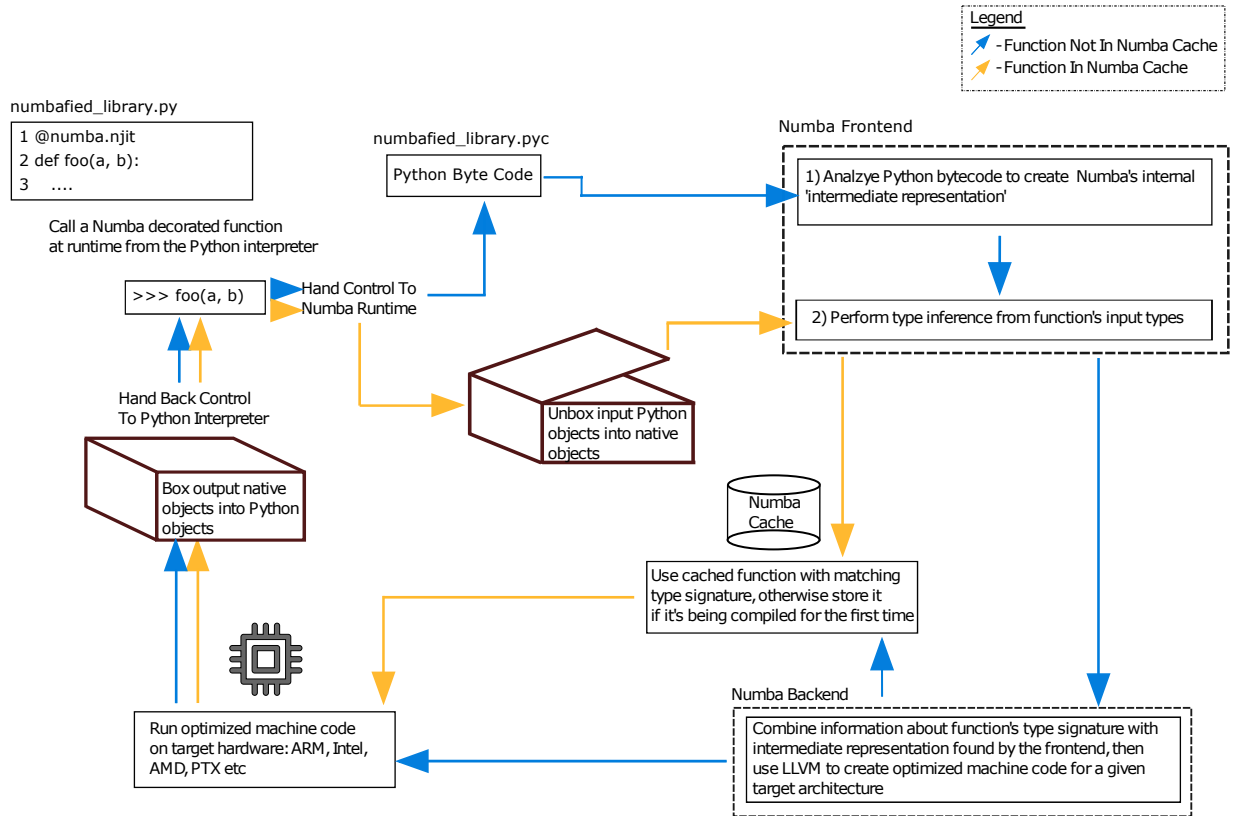 Legend
- Function Not In Numba Cache
- Function In Numba Cache
numbafied_library.py
1 @numba.njit
2 def foo(a, b):
3 ....
numbafied_library.pyc
Python Byte Code
Numba Frontend
1) Analzye Python bytecode to create Numba's internal
'intermediate representation'
Call a Numba decorated function
at runtime from the Python interpreter
>>> foo(a, b)
Hand Control To
Numba Runtime
2) Perform type inference from function's input types
Hand Back Control
To Python Interpreter
Unbox input Python
objects into native
objects
Box output native
objects into Python
objects
Numba
Cache
Use cached function with matching
type signature, otherwise store it
if it's being compiled for the first time
Numba Backend
Run optimized machine code
on target hardware: ARM, Intel,
AMD, PTX etc
Combine information about function's type signature with
intermediate representation found by the frontend, then
use LLVM to create optimized machine code for a given
target architecture